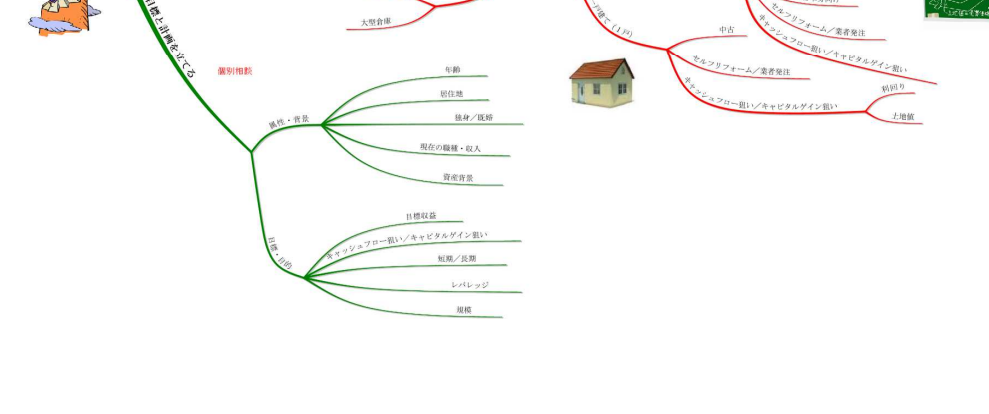 目標と計画を立てる
個別相談
大型倉庫
属性・背景
年齢
居住地
独身／既婚
現在の職種・収入
資産背景
目標・目的
目標収益
キャッシュフロー狙い／キャピタルゲイン狙い
短期／長期
レバレッジ
規模
戸建て（1戸）
中古
セルフリフォーム／業者発注
キャッシュフロー狙い／キャピタルゲイン狙い
利回り
土地値
セルフリフォーム／業者発注
キャッシュフロー狙い／キャピタルゲイン狙い